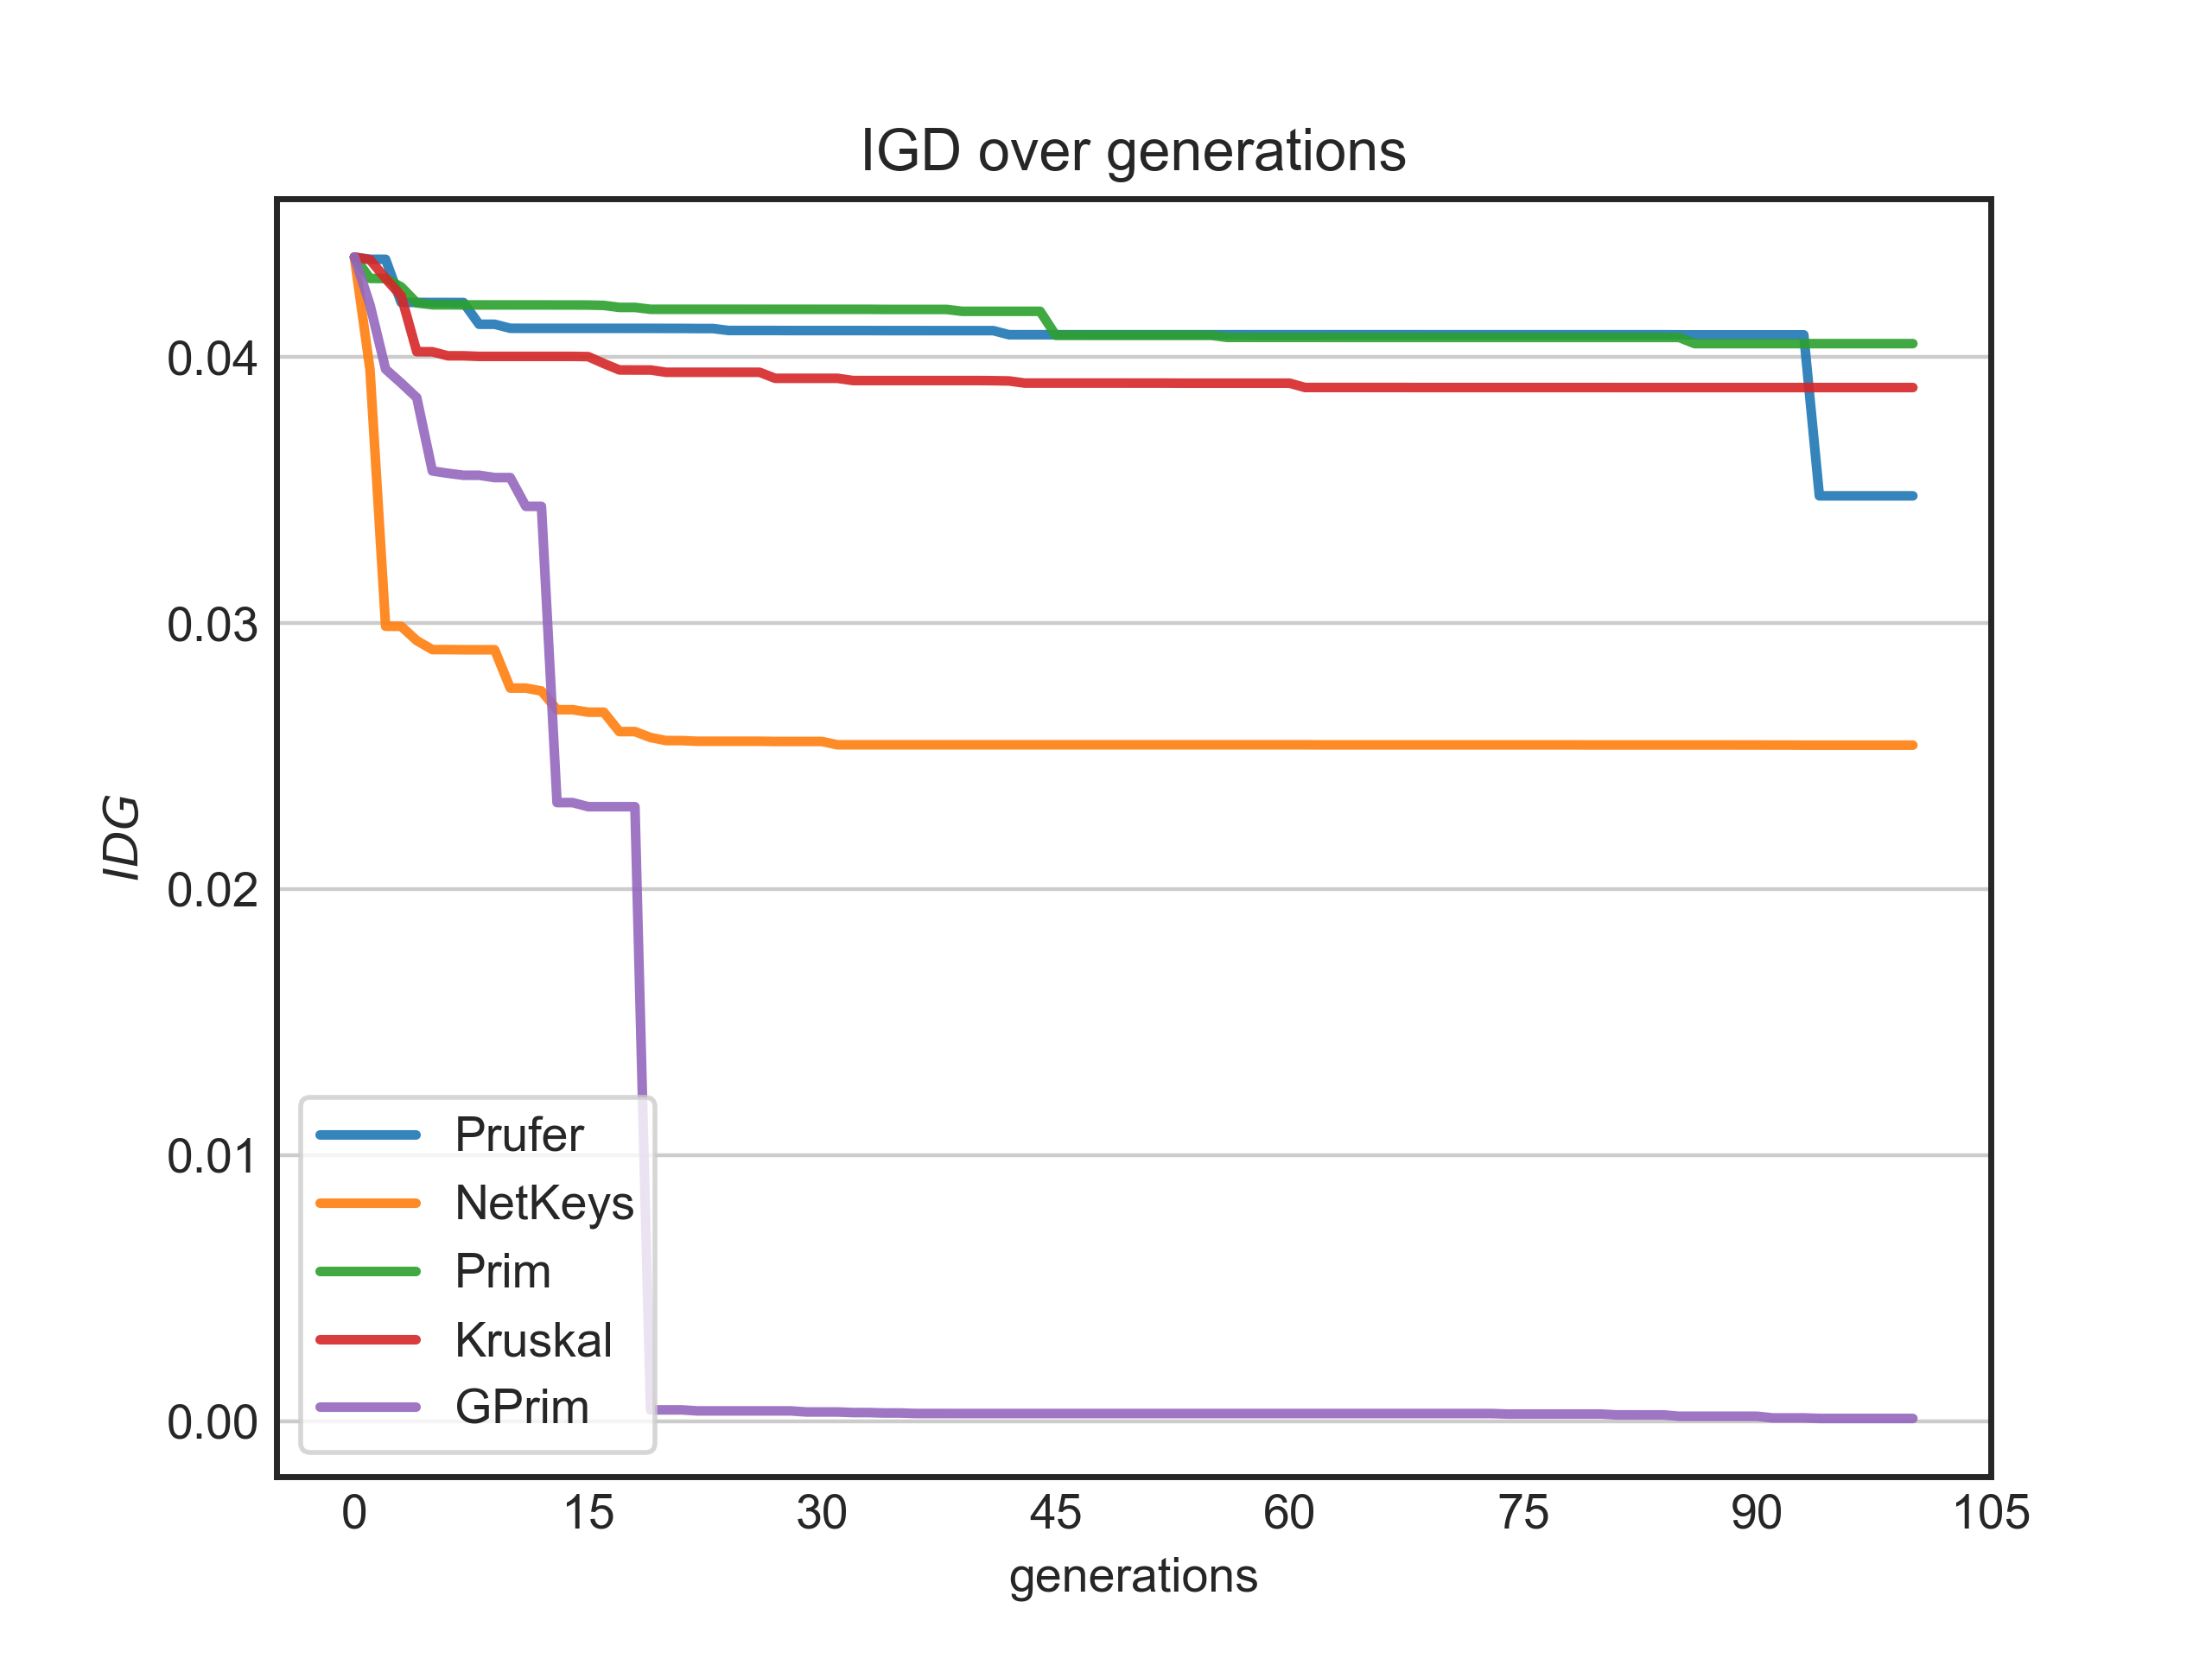 IGD over generations
IDG
0.04
0.03
0.02
0.01
0.00
Prufer
NetKeys
Prim
Kruskal
GPrim
0 15 30 45 60 75 90 105
generations